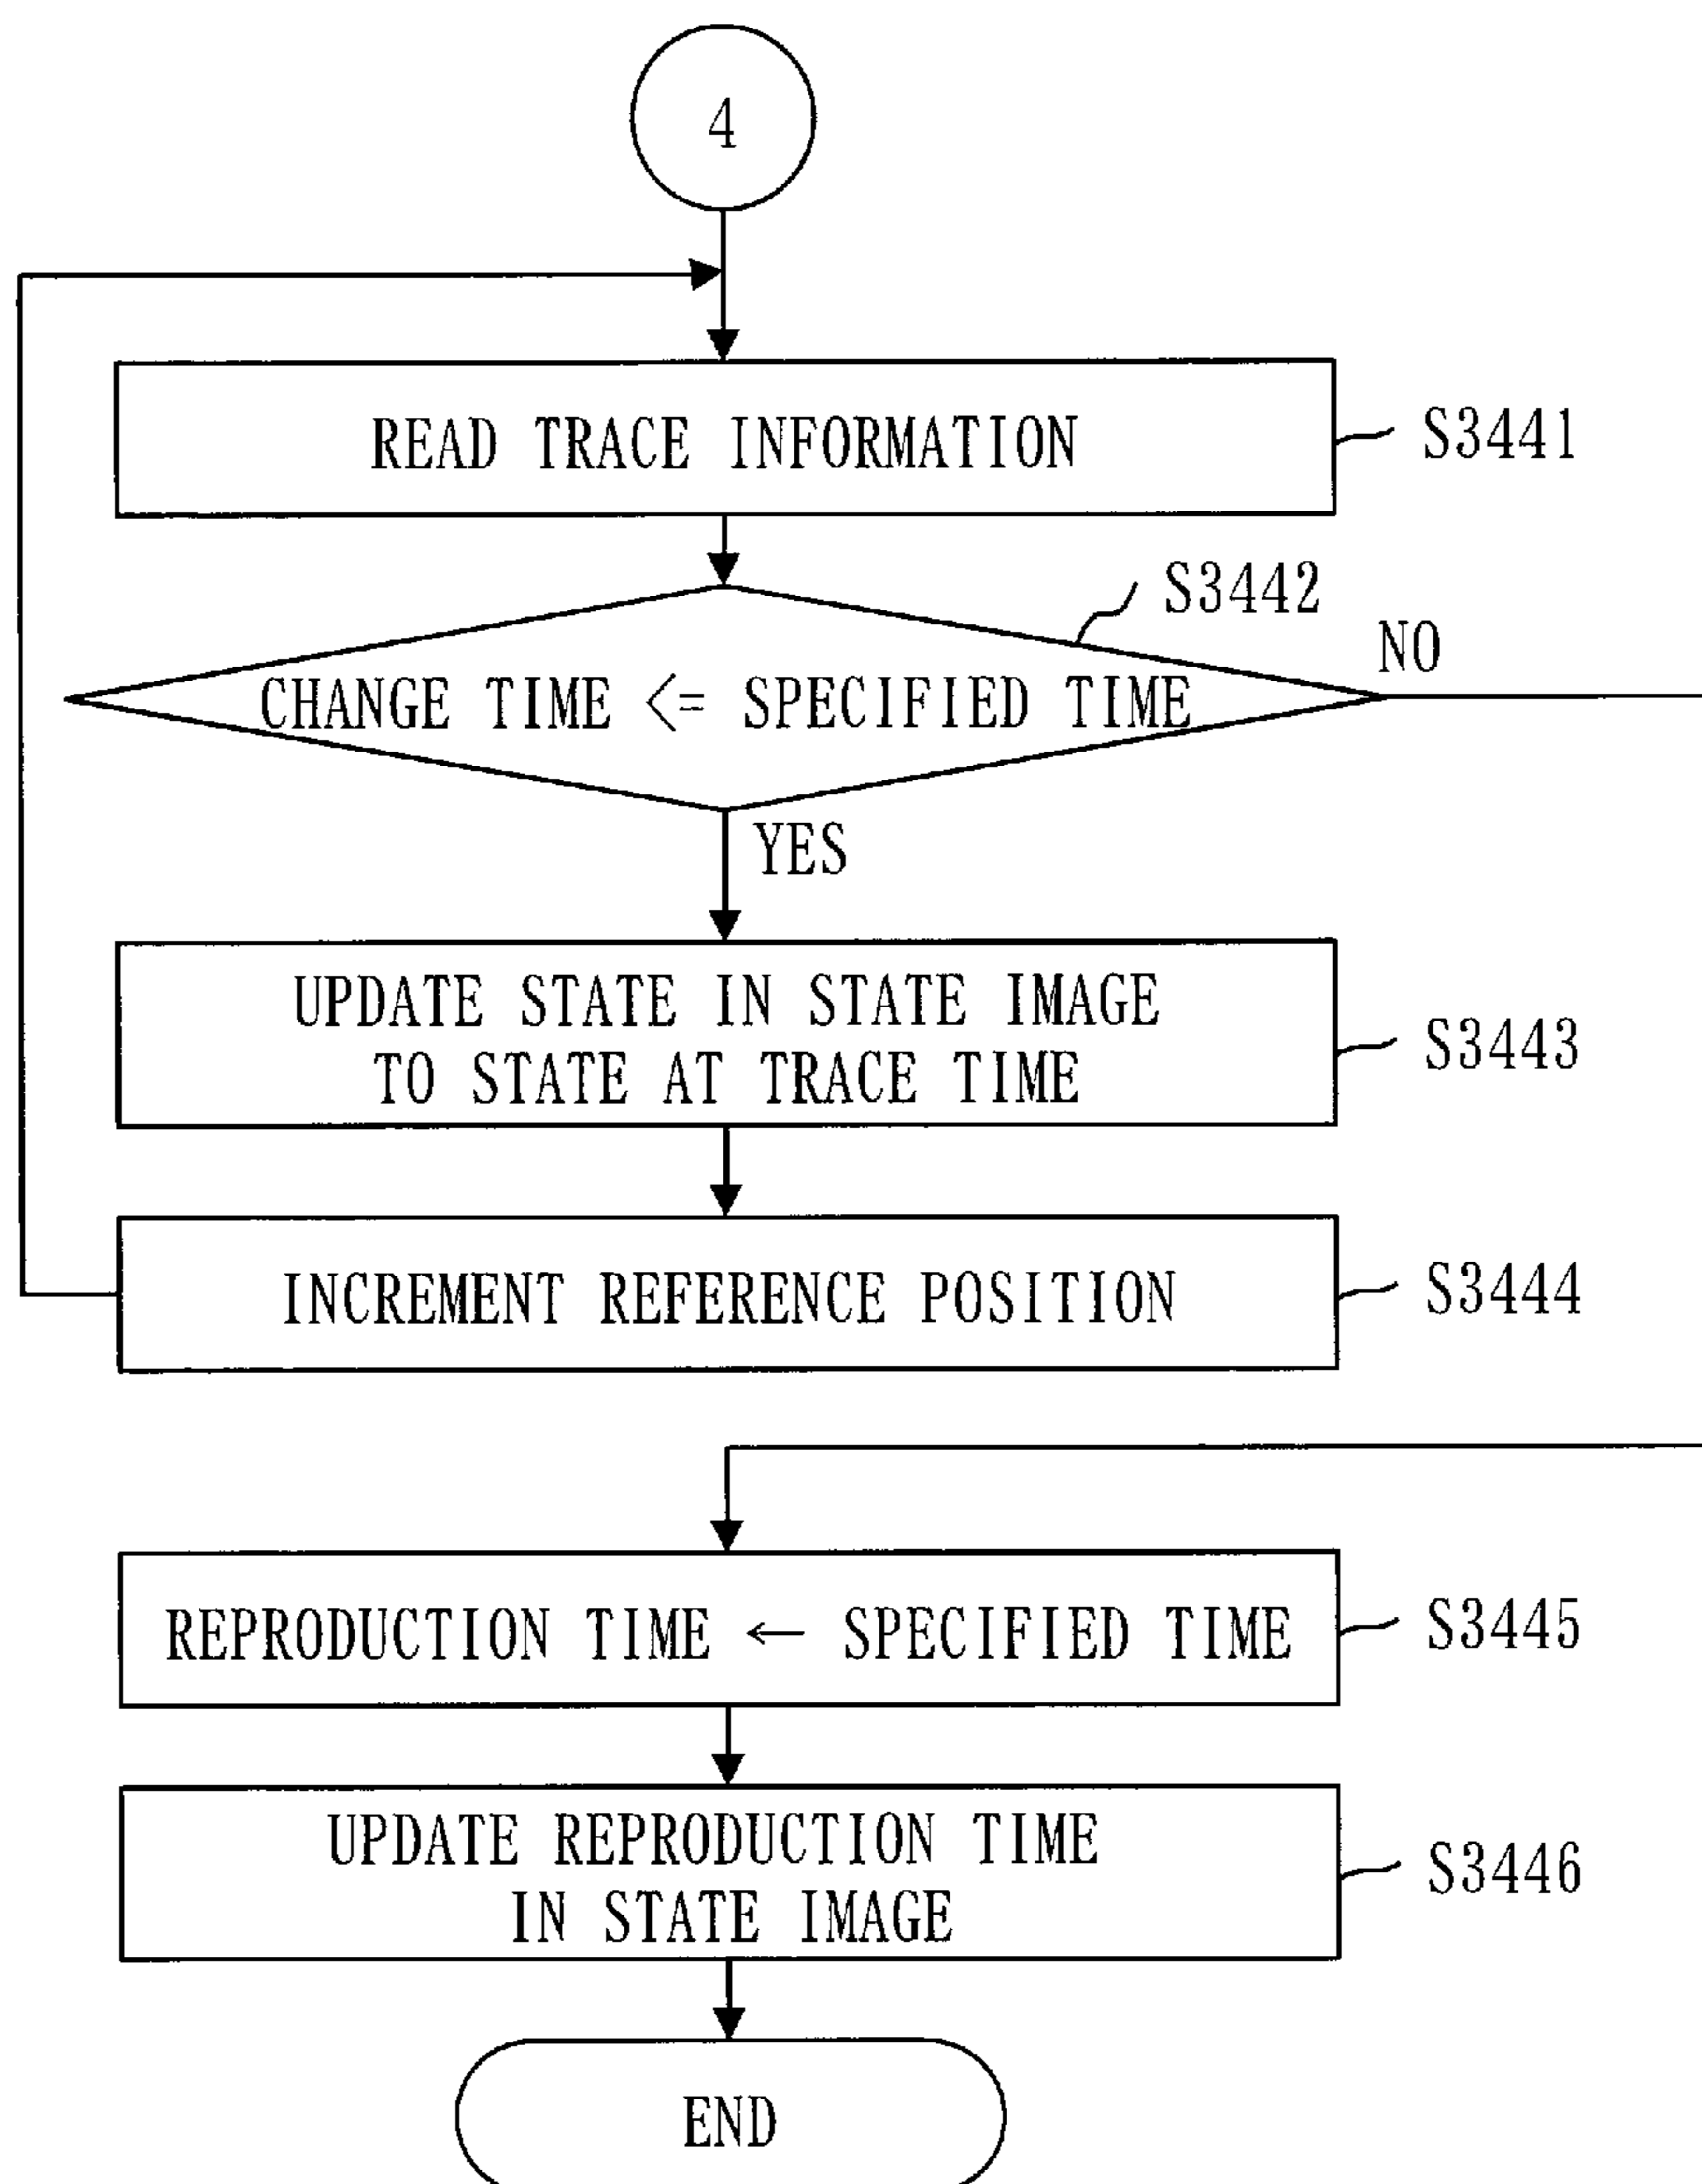 4
READ TRACE INFORMATION
S3441
S3442
NO
CHANGE TIME <= SPECIFIED TIME
YES
UPDATE STATE IN STATE IMAGE
TO STATE AT TRACE TIME
S3443
INCREMENT REFERENCE POSITION
S3444
REPRODUCTION TIME ← SPECIFIED TIME
S3445
UPDATE REPRODUCTION TIME
IN STATE IMAGE
S3446
END